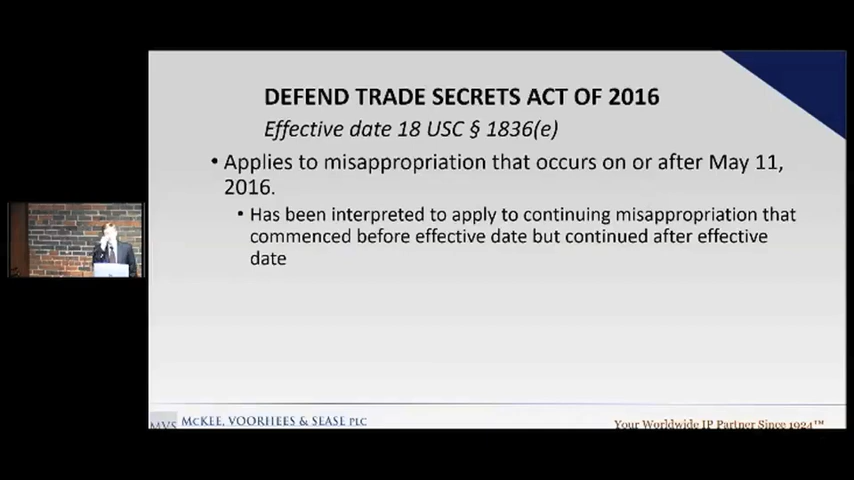 DEFEND TRADE SECRETS ACT OF 2016
Effective date 18 USC § 1836(e)
• Applies to misappropriation that occurs on or after May 11,
2016.
• Has been interpreted to apply to continuing misappropriation that
commenced before effective date but continued after effective
date
MVS McKEE, VOORHEES & SEASE PLC
Your Worldwide IP Partner Since 1924™